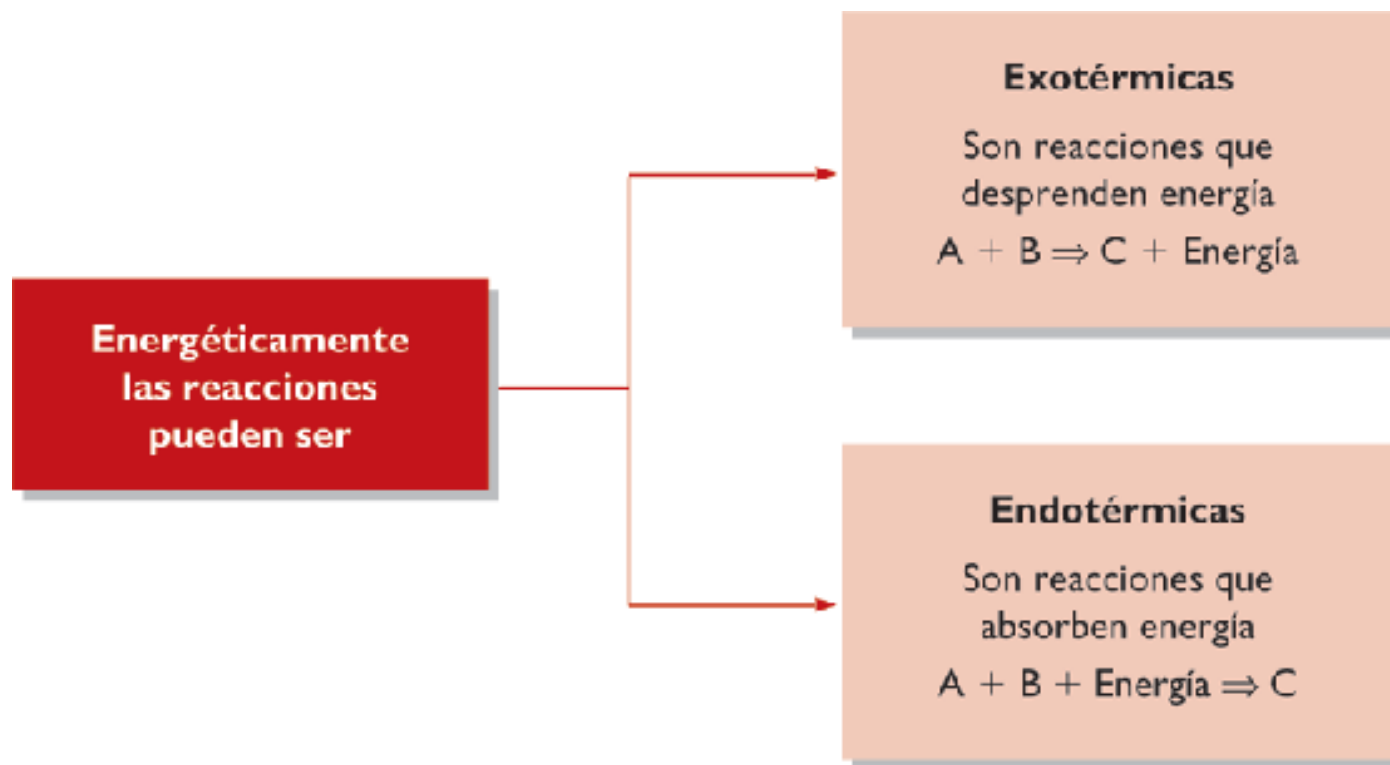 Energéticamente
las reacciones
pueden ser
Exotérmicas
Son reacciones que
desprenden energía
A + B ⇒ C + Energía
Endotérmicas
Son reacciones que
absorben energía
A + B + Energía ⇒ C